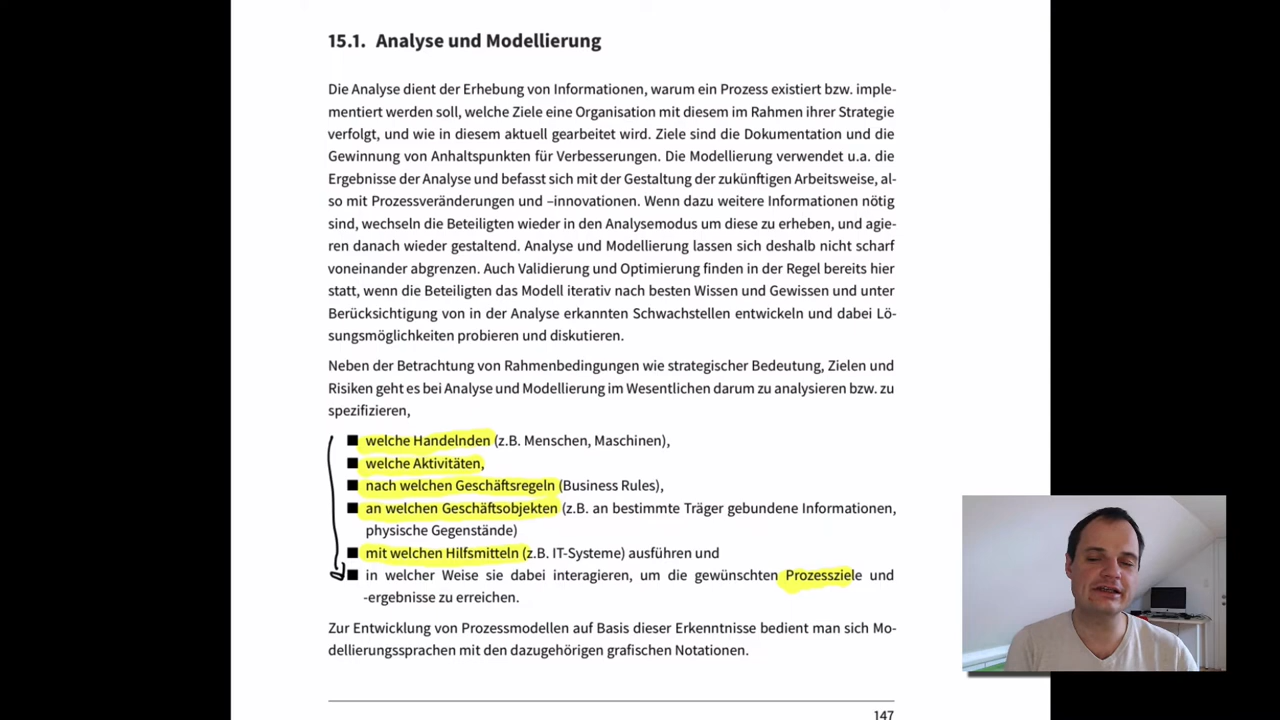 15.1. Analyse und Modellierung
Die Analyse dient der Erhebung von Informationen, warum ein Prozess existiert bzw. imple-
mentiert werden soll, welche Ziele eine Organisation mit diesem im Rahmen ihrer Strategie
verfolgt, und wie in diesem aktuell gearbeitet wird. Ziele sind die Dokumentation und die
Gewinnung von Anhaltspunkten für Verbesserungen. Die Modellierung verwendet u.a. die
Ergebnisse der Analyse und befasst sich mit der Gestaltung der zukünftigen Arbeitsweise, al-
so mit Prozessveränderungen und –innovationen. Wenn dazu weitere Informationen nötig
sind, wechseln die Beteiligten wieder in den Analysemodus um diese zu erheben, und agie-
ren danach wieder gestaltend. Analyse und Modellierung lassen sich deshalb nicht scharf
voneinander abgrenzen. Auch Validierung und Optimierung finden in der Regel bereits hier
statt, wenn die Beteiligten das Modell iterativ nach besten Wissen und Gewissen und unter
Berücksichtigung von in der Analyse erkannten Schwachstellen entwickeln und dabei Lö-
sungsmöglichkeiten probieren und diskutieren.
Neben der Betrachtung von Rahmenbedingungen wie strategischer Bedeutung, Zielen und
Risiken geht es bei Analyse und Modellierung im Wesentlichen darum zu analysieren bzw. zu
spezifizieren,
■ welche Handelnden (z.B. Menschen, Maschinen),
■ welche Aktivitäten,
■ nach welchen Geschäftsregeln (Business Rules),
■ an welchen Geschäftsobjekten (z.B. an bestimmte Träger gebundene Informationen,
physische Gegenstände)
■ mit welchen Hilfsmitteln (z.B. IT-Systeme) ausführen und
■ in welcher Weise sie dabei interagieren, um die gewünschten Prozessziele und
-ergebnisse zu erreichen.
Zur Entwicklung von Prozessmodellen auf Basis dieser Erkenntnisse bedient man sich Mo-
dellierungssprachen mit den dazugehörigen grafischen Notationen.
147